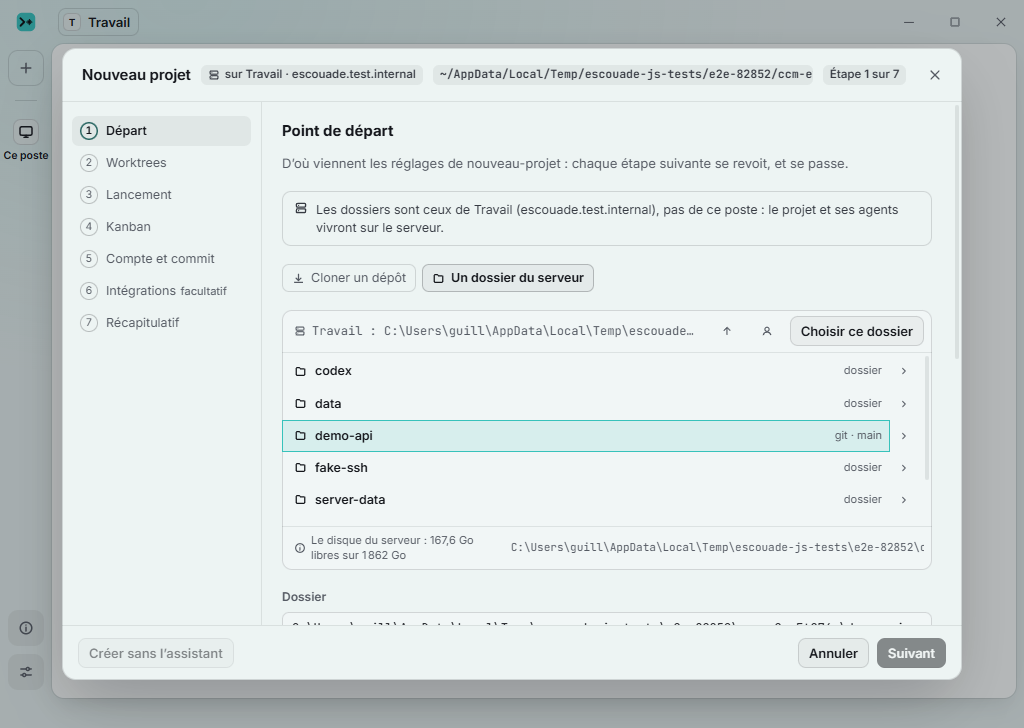 T Travail
Ce poste
Nouveau projet
sur Travail · escouade.test.internal
~/AppData/Local/Temp/escouade-js-tests/e2e-82852/ccm-e
Étape 1 sur 7
1 Départ
2 Worktrees
3 Lancement
4 Kanban
5 Compte et commit
6 Intégrations facultatif
7 Récapitulatif
Point de départ
D’où viennent les réglages de nouveau-projet : chaque étape suivante se revoit, et se passe.
Les dossiers sont ceux de Travail (escouade.test.internal), pas de ce poste : le projet et ses agents
vivront sur le serveur.
Cloner un dépôt
Un dossier du serveur
Travail : C:\Users\guill\AppData\Local\Temp\escouade…
Choisir ce dossier
codex dossier
data dossier
demo-api git · main
fake-ssh dossier
server-data dossier
Le disque du serveur : 167,6 Go
libres sur 1 862 Go
C:\Users\guill\AppData\Local\Temp\escouade-js-tests\e2e-82852\c
Dossier
Créer sans l’assistant
Annuler
Suivant